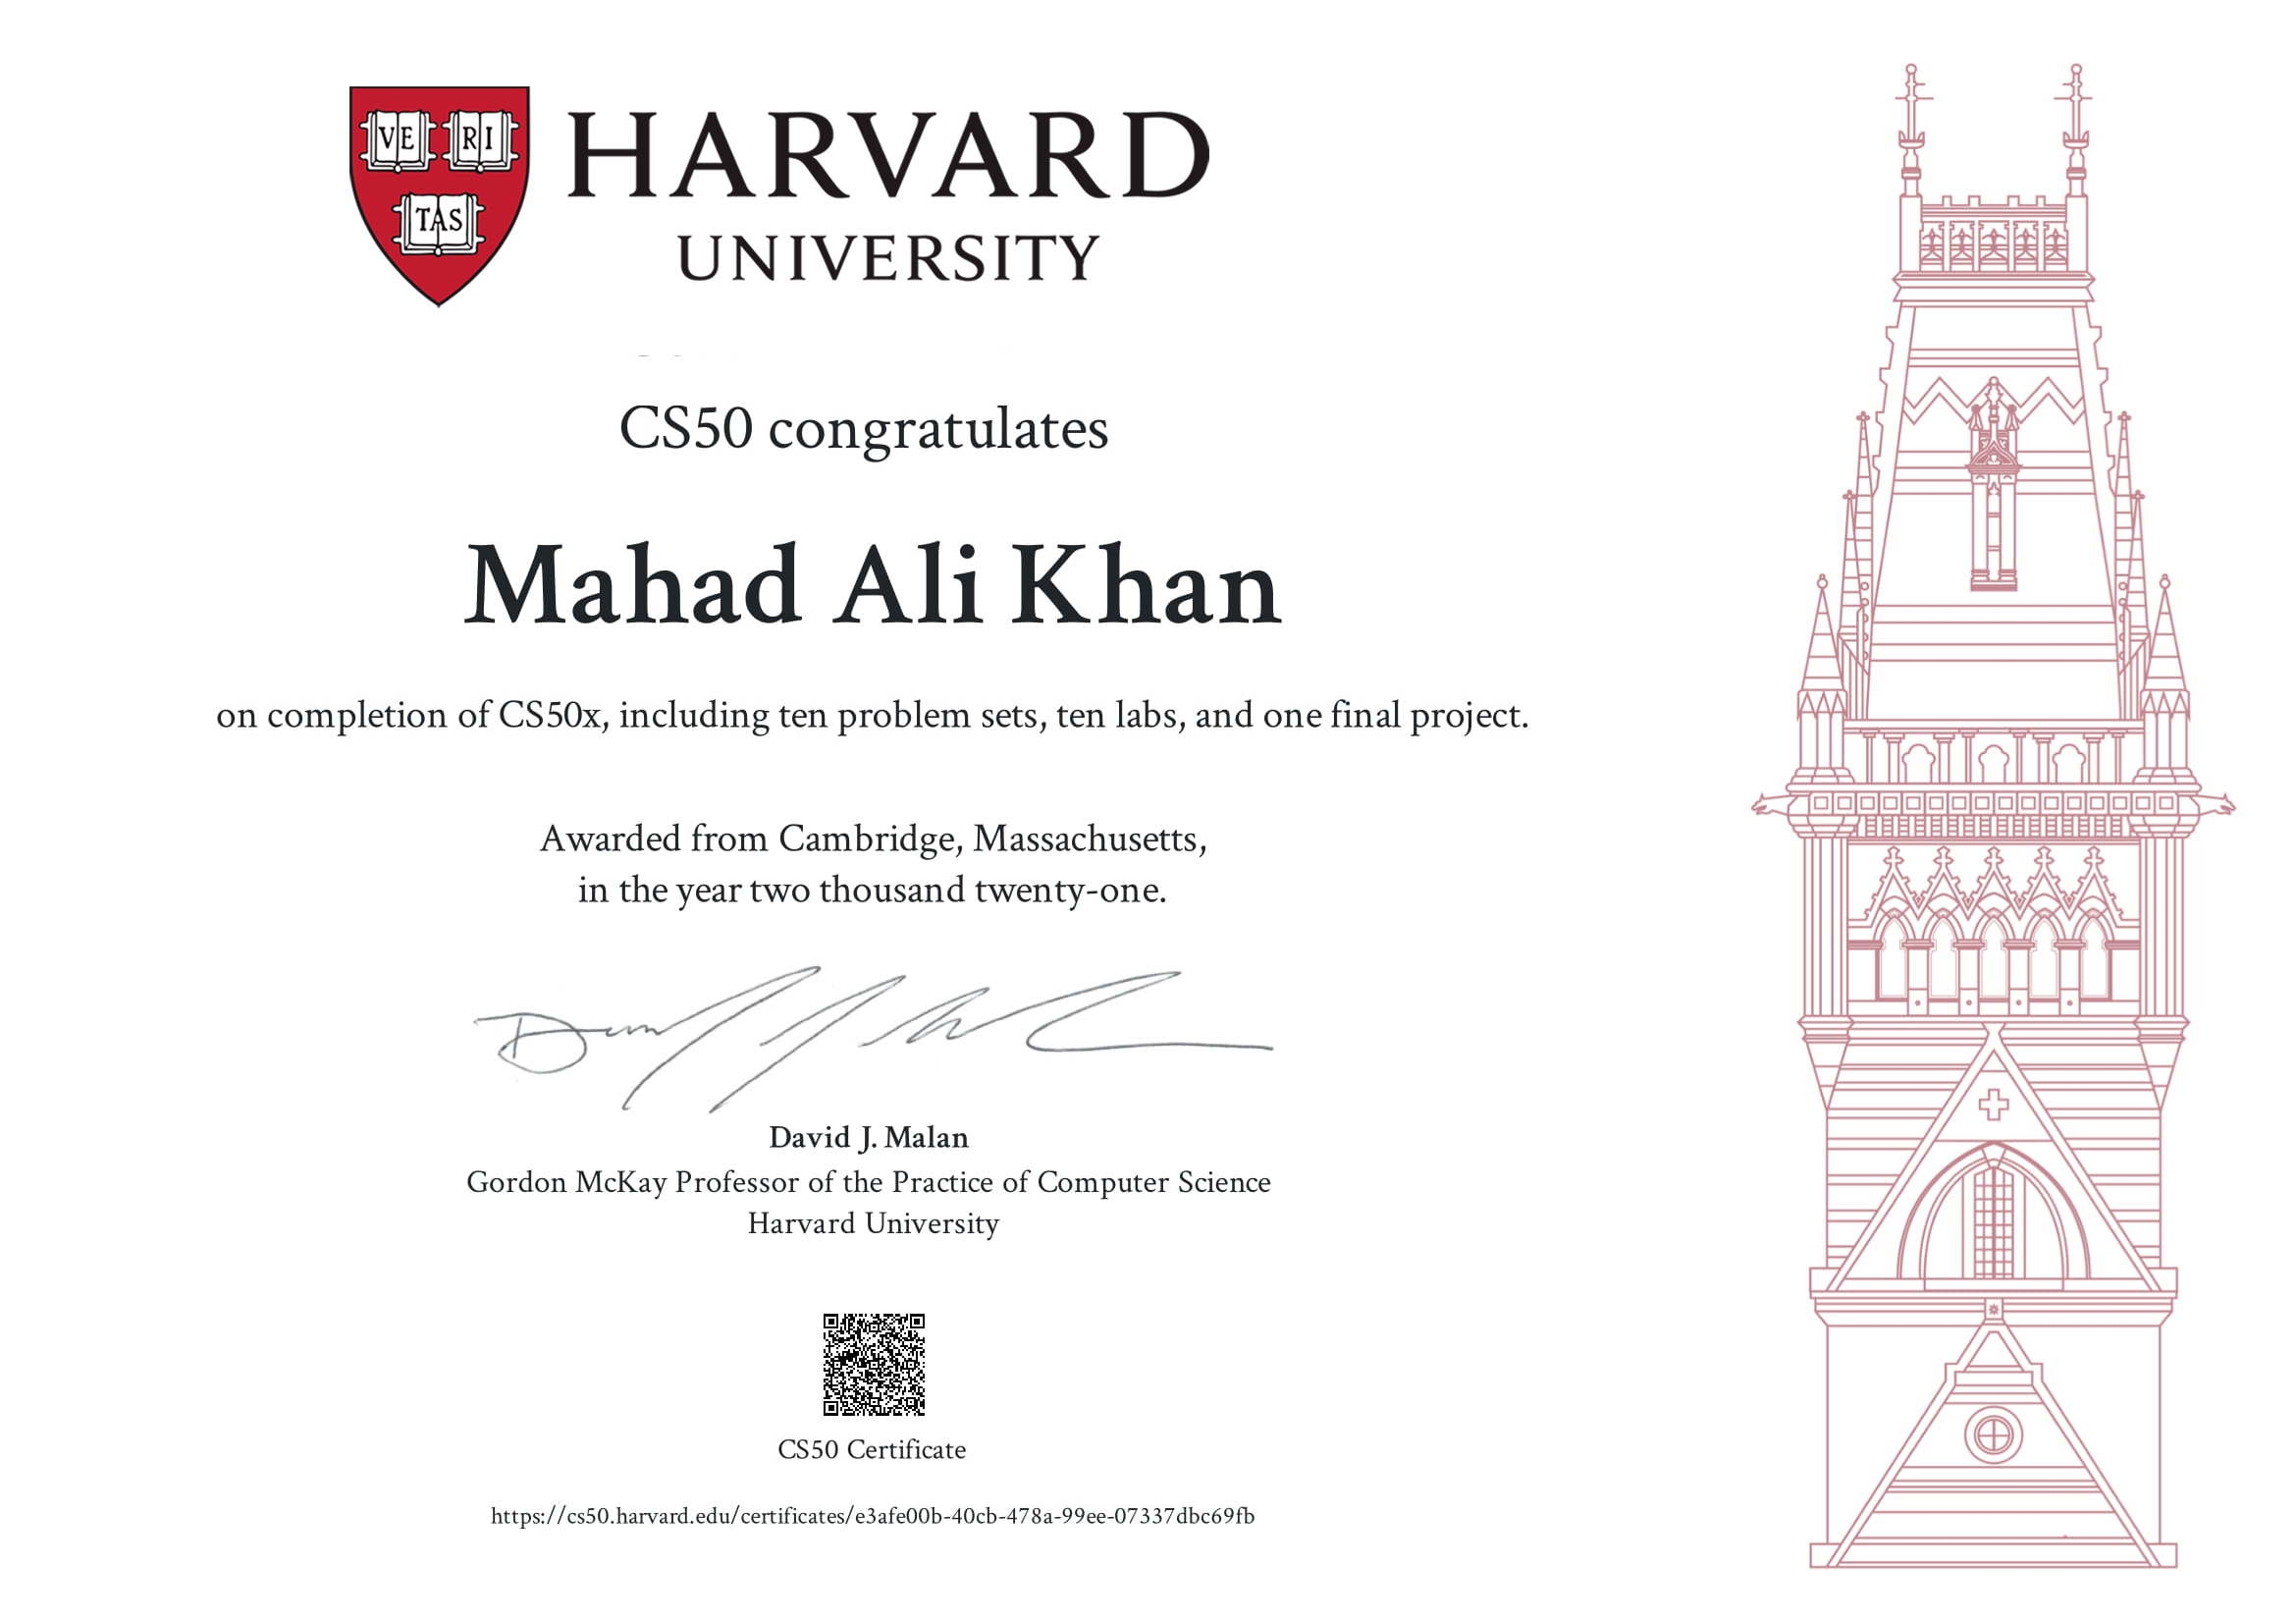 VE RI
TAS
HARVARD
UNIVERSITY
CS50 congratulates
Mahad Ali Khan
on completion of CS50x, including ten problem sets, ten labs, and one final project.
Awarded from Cambridge, Massachusetts,
in the year two thousand twenty-one.
David J. Malan
Gordon McKay Professor of the Practice of Computer Science
Harvard University
CS50 Certificate
https://cs50.harvard.edu/certificates/e3afe00b-40cb-478a-99ee-07337dbc69fb